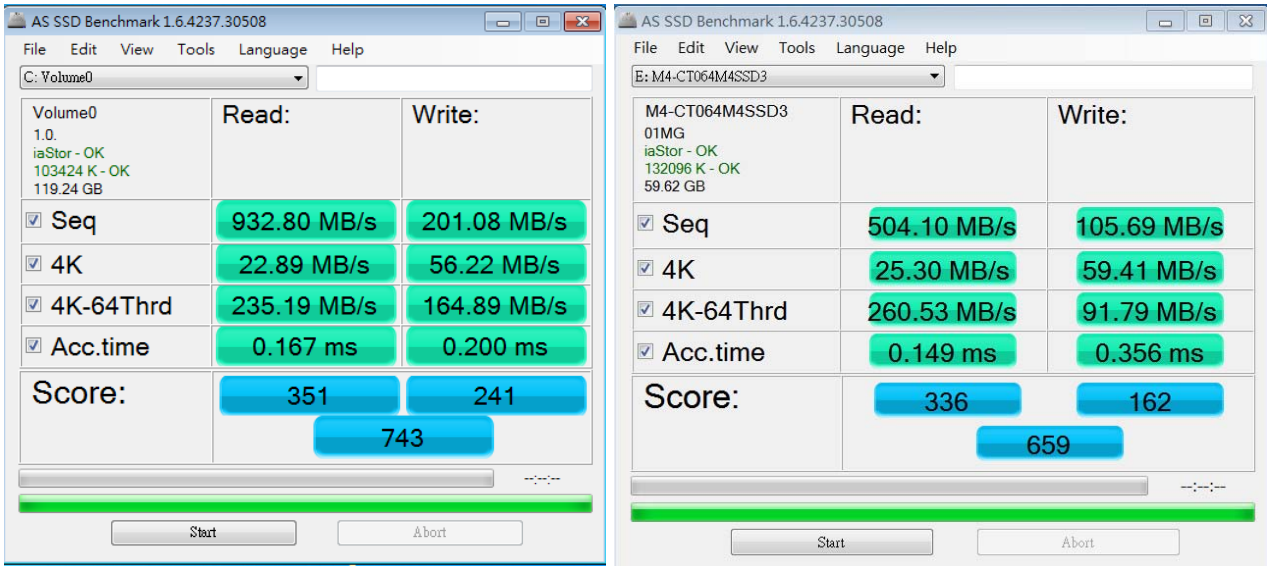 AS SSD Benchmark 1.6.4237.30508
File Edit View Tools Language Help
C: Volume0
Volume0
1.0.
iaStor - OK
103424 K - OK
119.24 GB
Read: Write:
Seq 932.80 MB/s 201.08 MB/s
4K 22.89 MB/s 56.22 MB/s
4K-64Thrd 235.19 MB/s 164.89 MB/s
Acc.time 0.167 ms 0.200 ms
Score: 351 241
743
--:--:--
Start Abort
AS SSD Benchmark 1.6.4237.30508
File Edit View Tools Language Help
E: M4-CT064M4SSD3
M4-CT064M4SSD3
01MG
iaStor - OK
132096 K - OK
59.62 GB
Read: Write:
Seq 504.10 MB/s 105.69 MB/s
4K 25.30 MB/s 59.41 MB/s
4K-64Thrd 260.53 MB/s 91.79 MB/s
Acc.time 0.149 ms 0.356 ms
Score: 336 162
659
--:--:--
Start Abort